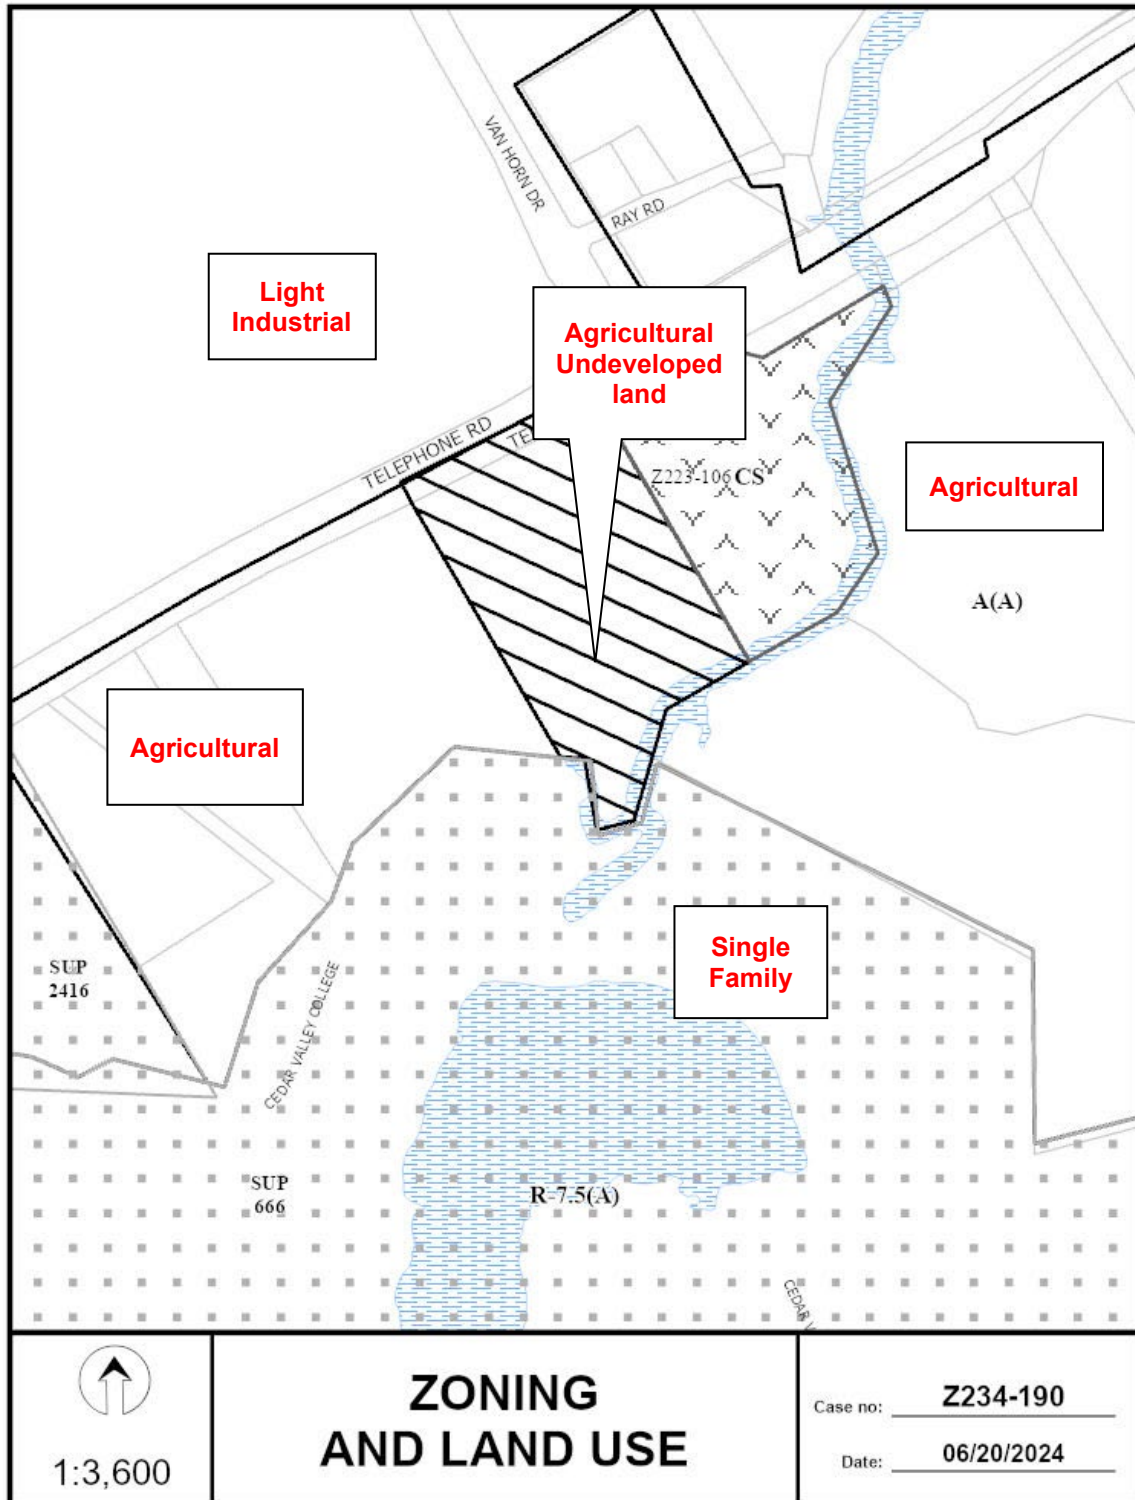 VAN HORN DR
RAY RD
Light
Industrial
Agricultural
Undeveloped
land
TELEPHONE RD
Z223-106 CS
Agricultural
A(A)
Agricultural
Single
Family
SUP
2416
CEDAR VALLEY COLLEGE
SUP
666
R-7.5(A)
CEDAR
1:3,600
ZONING
AND LAND USE
Case no: Z234-190
Date: 06/20/2024